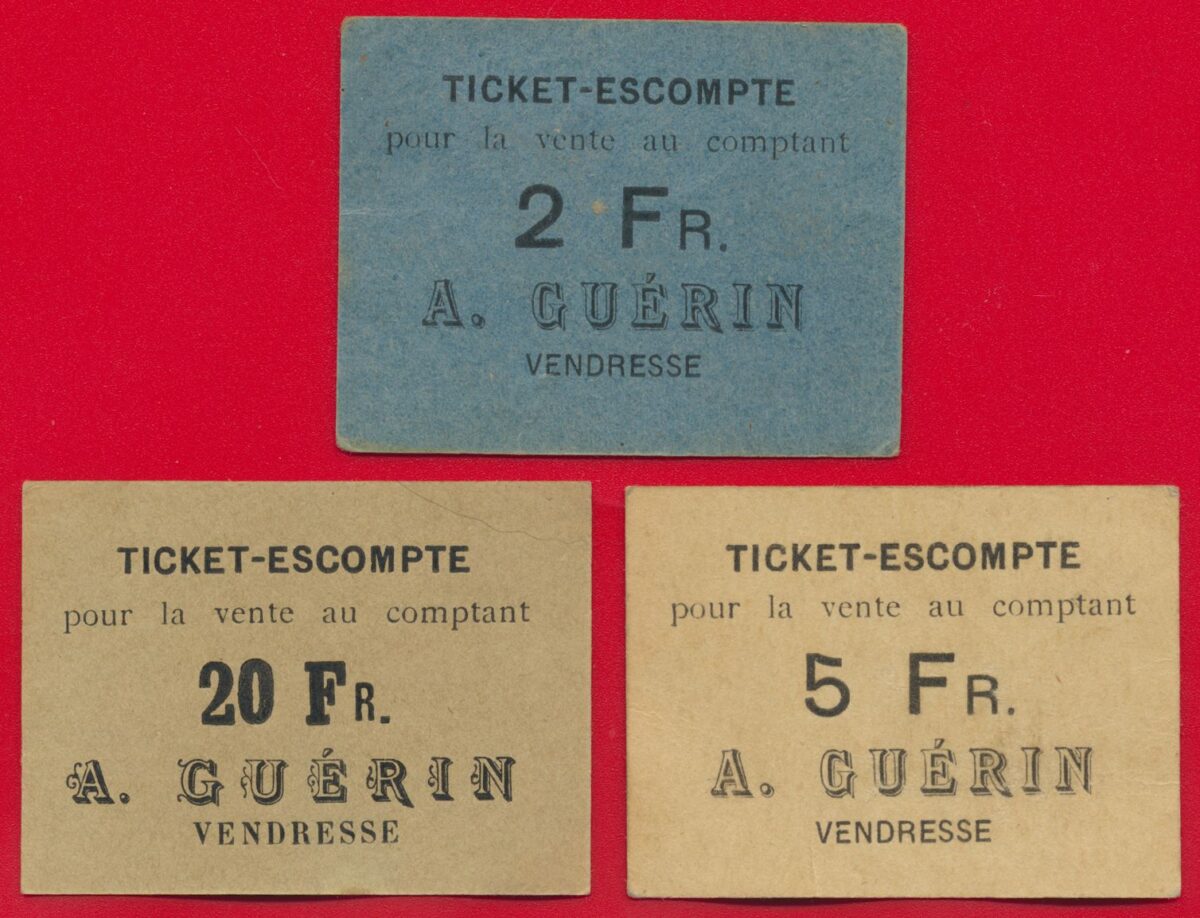 TICKET-ESCOMPTE
pour la vente au comptant
2 FR.
A. GUÉRIN
VENDRESSE
TICKET-ESCOMPTE
pour la vente au comptant
20 FR.
A. GUÉRIN
VENDRESSE
TICKET-ESCOMPTE
pour la vente au comptant
5 FR.
A. GUÉRIN
VENDRESSE